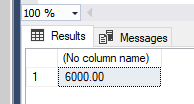 100 %
Results Messages
(No column name)
1 6000.00